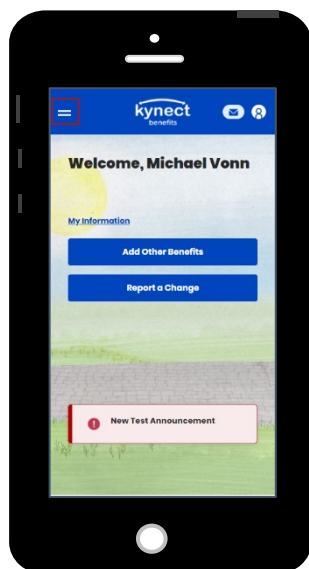 kynect
benefits
Welcome, Michael Vonn
My Information
Add Other Benefits
Report a Change
New Test Announcement